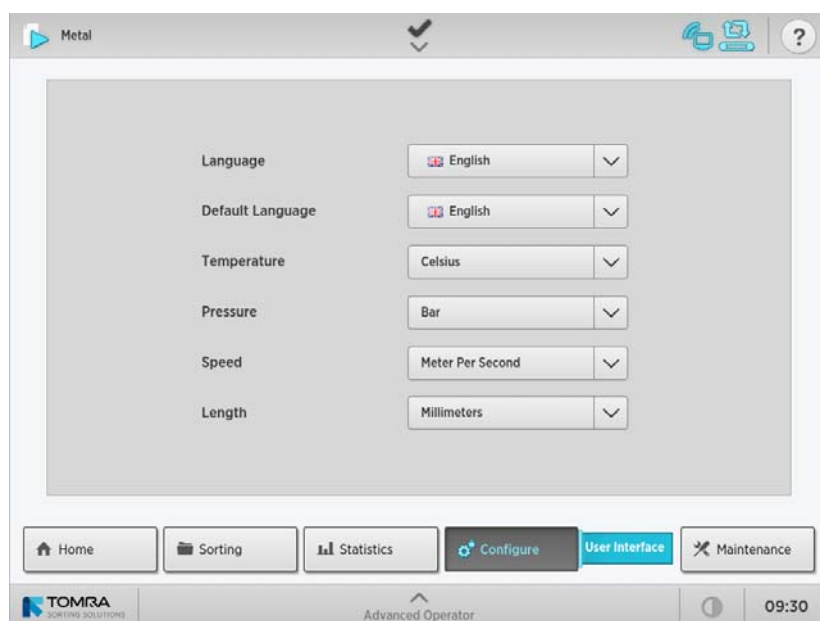 Metal
?
Language English
Default Language English
Temperature Celsius
Pressure Bar
Speed Meter Per Second
Length Millimeters
Home Sorting Statistics Configure User Interface Maintenance
TOMRA
SORTING SOLUTIONS
Advanced Operator
09:30